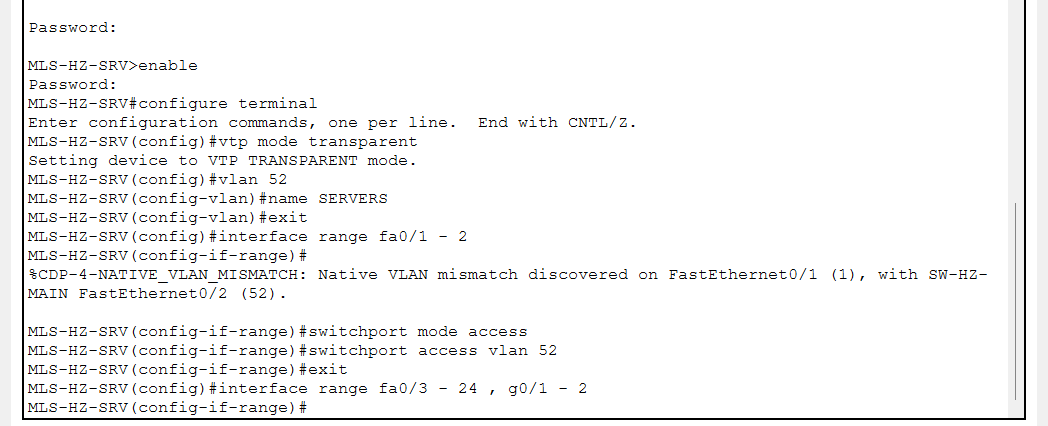 Password:
MLS-HZ-SRV>enable
Password:
MLS-HZ-SRV#configure terminal
Enter configuration commands, one per line.  End with CNTL/Z.
MLS-HZ-SRV(config)#vtp mode transparent
Setting device to VTP TRANSPARENT mode.
MLS-HZ-SRV(config)#vlan 52
MLS-HZ-SRV(config-vlan)#name SERVERS
MLS-HZ-SRV(config-vlan)#exit
MLS-HZ-SRV(config)#interface range fa0/1 - 2
MLS-HZ-SRV(config-if-range)#
%CDP-4-NATIVE_VLAN_MISMATCH: Native VLAN mismatch discovered on FastEthernet0/1 (1), with SW-HZ-
MAIN FastEthernet0/2 (52).
MLS-HZ-SRV(config-if-range)#switchport mode access
MLS-HZ-SRV(config-if-range)#switchport access vlan 52
MLS-HZ-SRV(config-if-range)#exit
MLS-HZ-SRV(config)#interface range fa0/3 - 24 , g0/1 - 2
MLS-HZ-SRV(config-if-range)#